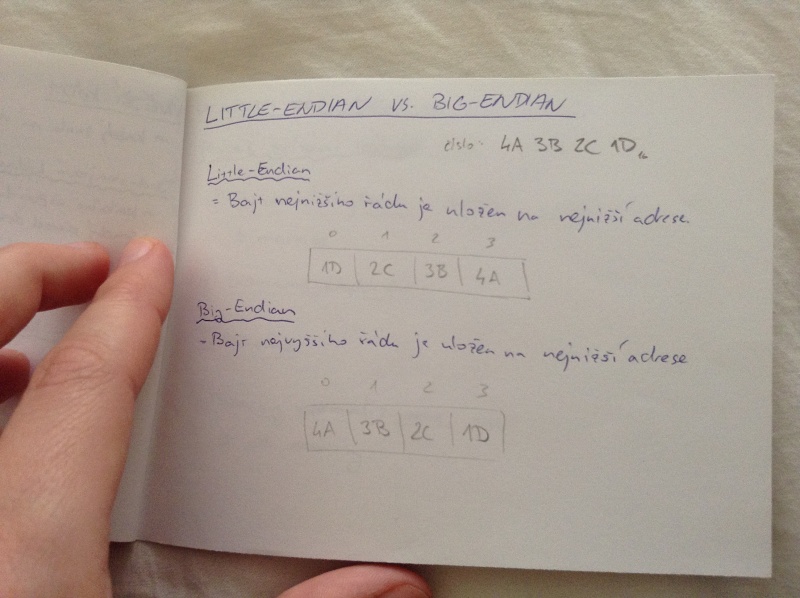 LITTLE-ENDIAN VS. BIG-ENDIAN
číslo: 4A 3B 2C 1D
Little-Endian
= Bajt nejnižšího řádu je uložen na nejnižší adrese.
0 1 2 3
1D 2C 3B 4A
Big-Endian
- Bajt nejvyššího řádu je uložen na nejnižší adrese
0 1 2 3
4A 3B 2C 1D